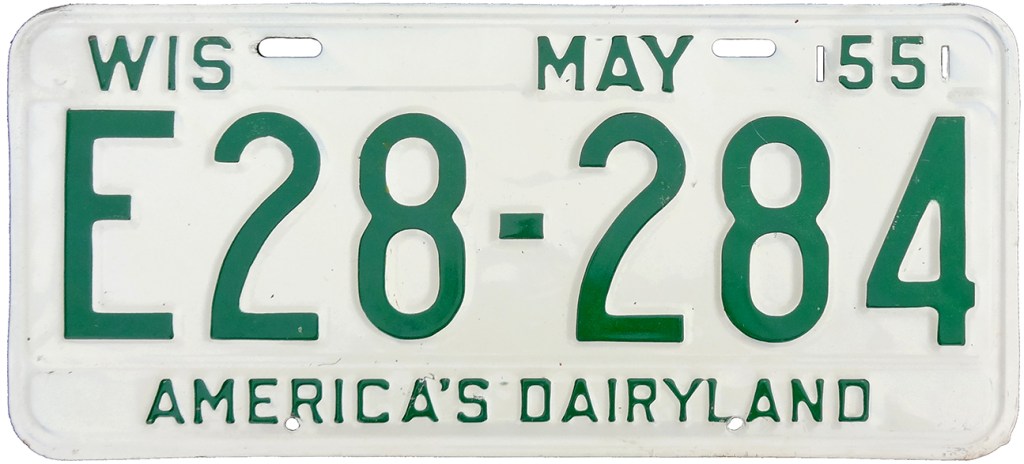 WIS MAY 55
E28-284
AMERICA'S DAIRYLAND